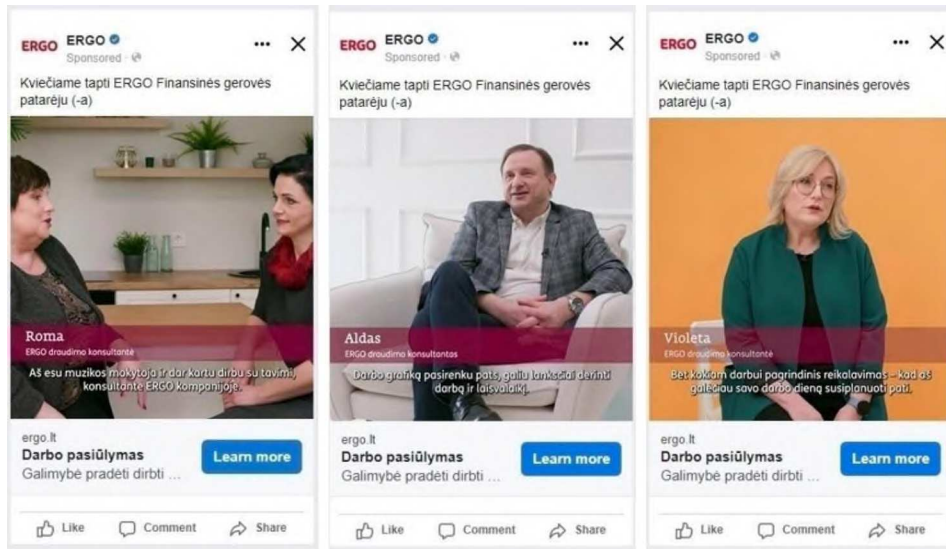 ERGO
ERGO
Sponsored ·
Kviečiame tapti ERGO Finansinės gerovės
patarėju (-a)
Roma
ERGO draudimo konsultantė
Aš esu muzikos mokytoja ir dar kartu dirbu su tavimi,
konsultantė ERGO kompanijoje.
ergo.lt
Darbo pasiūlymas
Galimybė pradėti dirbti ...
Learn more
Like
Comment
Share
ERGO
ERGO
Sponsored ·
Kviečiame tapti ERGO Finansinės gerovės
patarėju (-a)
Aldas
ERGO draudimo konsultantas
Darbo grafiką pasirenku pats, galiu lanksčiai derinti
darbą ir laisvalaikį.
ergo.lt
Darbo pasiūlymas
Galimybė pradėti dirbti ...
Learn more
Like
Comment
Share
ERGO
ERGO
Sponsored ·
Kviečiame tapti ERGO Finansinės gerovės
patarėju (-a)
Violeta
ERGO draudimo konsultantė
Bet kokiam darbui pagrindinis reikalavimas – kad aš
galėčiau savo darbo dieną susiplanuoti pati.
ergo.lt
Darbo pasiūlymas
Galimybė pradėti dirbti ...
Learn more
Like
Comment
Share